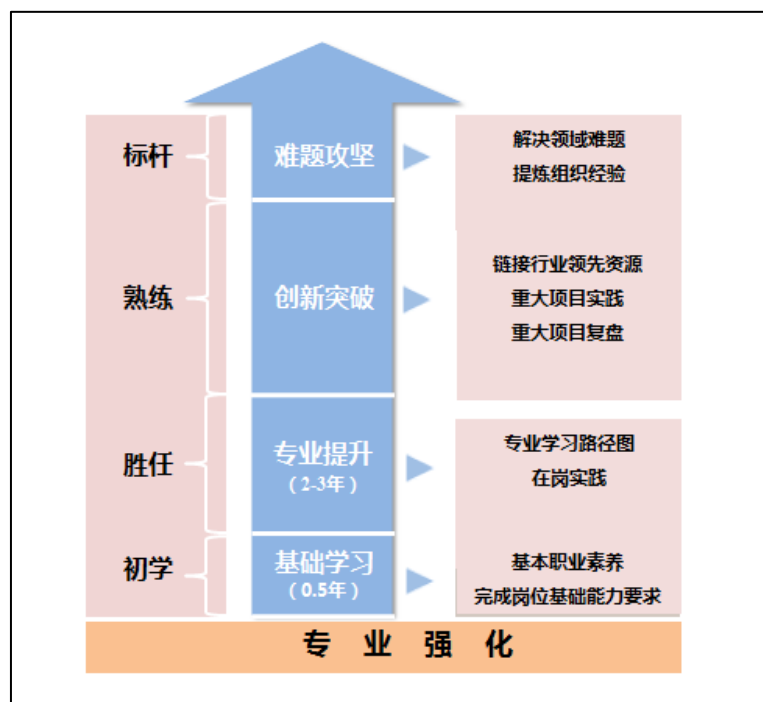 标杆
难题攻坚
解决领域难题
提炼组织经验
熟练
创新突破
链接行业领先资源
重大项目实践
重大项目复盘
胜任
专业提升
（2-3年）
专业学习路径图
在岗实践
初学
基础学习
（0.5年）
基本职业素养
完成岗位基础能力要求
专 业 强 化